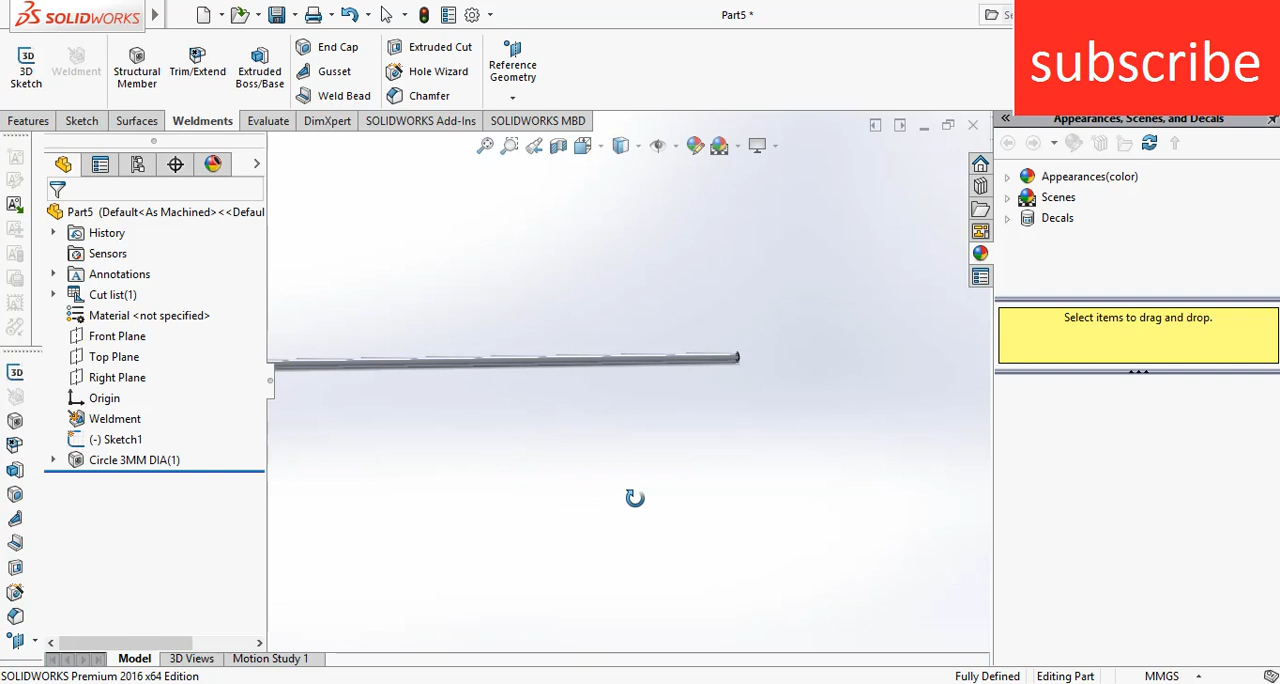 SOLIDWORKS
Part5 *
subscribe
3D Sketch
Weldment
Structural Member
Trim/Extend
Extruded Boss/Base
End Cap
Gusset
Weld Bead
Extruded Cut
Hole Wizard
Chamfer
Reference Geometry
Features
Sketch
Surfaces
Weldments
Evaluate
DimXpert
SOLIDWORKS Add-Ins
SOLIDWORKS MBD
Appearances, Scenes, and Decals
Part5 (Default<As Machined><<Defaul
History
Sensors
Annotations
Cut list(1)
Material <not specified>
Front Plane
Top Plane
Right Plane
Origin
Weldment
(-) Sketch1
Circle 3MM DIA(1)
Appearances(color)
Scenes
Decals
Select items to drag and drop.
Model
3D Views
Motion Study 1
SOLIDWORKS Premium 2016 x64 Edition
Fully Defined
Editing Part
MMGS